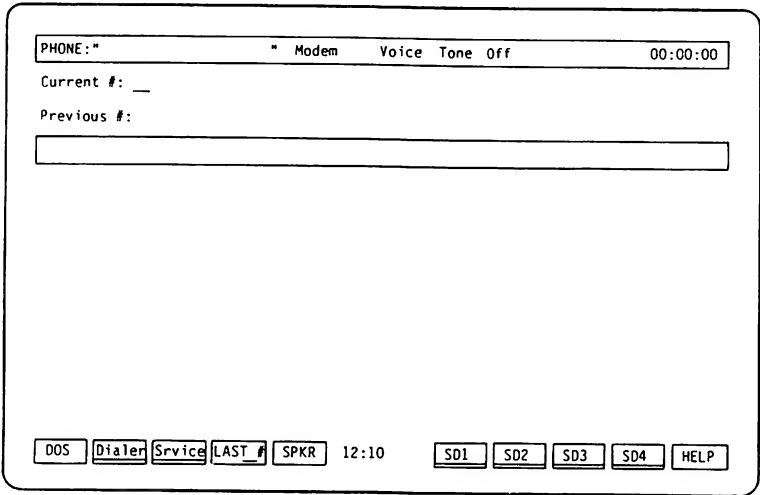 PHONE:" " Modem Voice Tone Off 00:00:00
Current #: __
Previous #:
DOS Dialer Srvice LAST_# SPKR 12:10 SD1 SD2 SD3 SD4 HELP